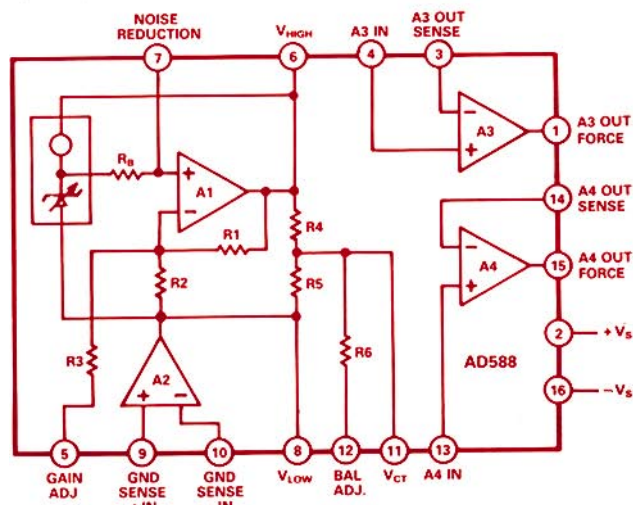 NOISE
REDUCTION
VHIGH
A3 IN
A3 OUT
SENSE
7
6
4
3
RB
A1
A3
1
A3 OUT
FORCE
R1
R4
14
A4 OUT
SENSE
R2
R5
A4
15
A4 OUT
FORCE
R3
A2
R6
2
+VS
AD588
16
−VS
5
9
10
8
12
11
13
GAIN
ADJ
GND
SENSE
GND
SENSE
VLOW
BAL
ADJ.
VCT
A4 IN